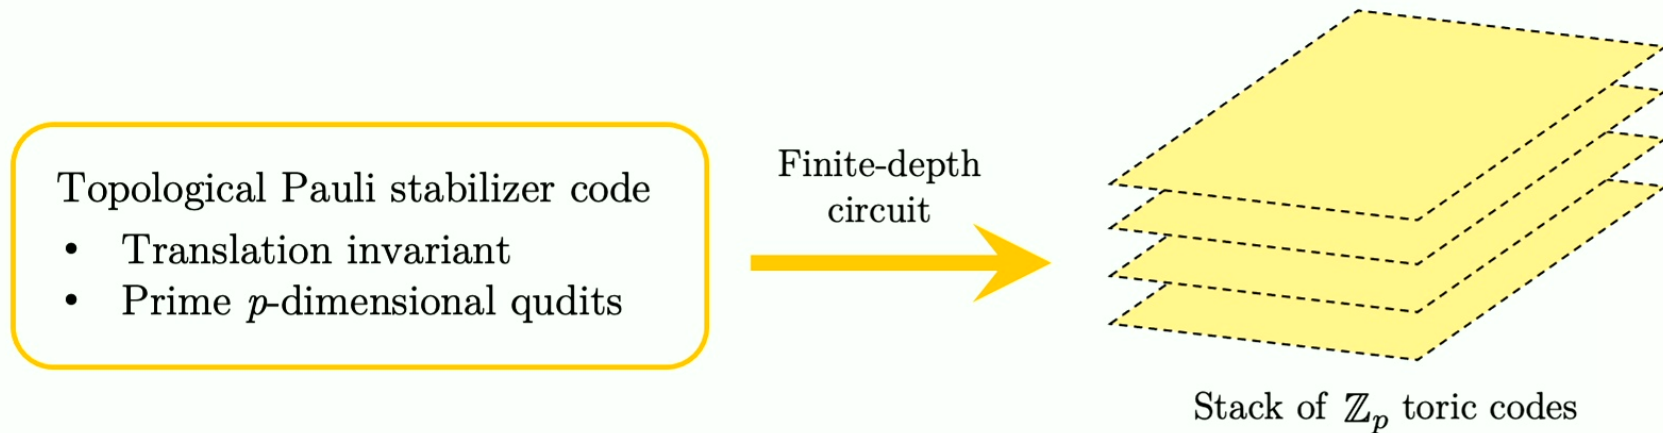 Topological Pauli stabilizer code
• Translation invariant
• Prime p-dimensional qudits
Finite-depth
circuit
Stack of ℤₚ toric codes